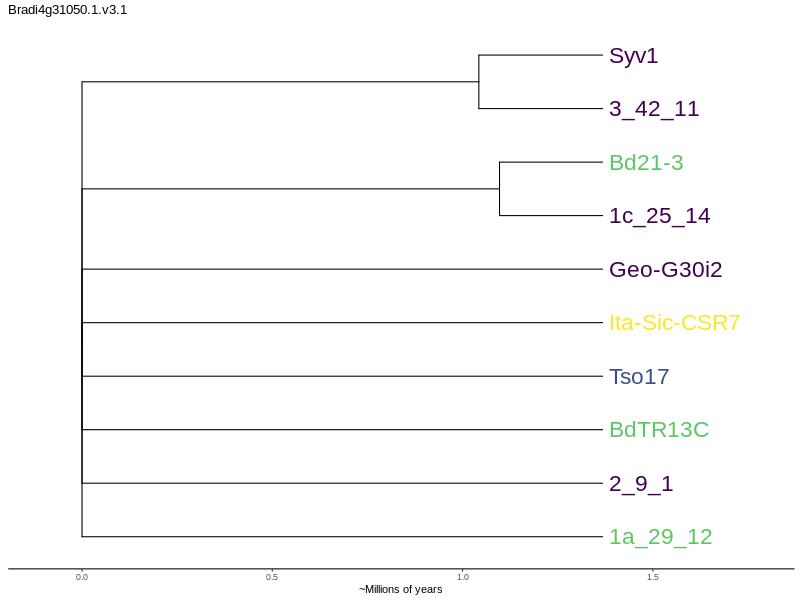 Bradi4g31050.1.v3.1
Syv1
3_42_11
Bd21-3
1c_25_14
Geo-G30i2
Ita-Sic-CSR7
Tso17
BdTR13C
2_9_1
1a_29_12
0.0 0.5 1.0 1.5
~Millions of years